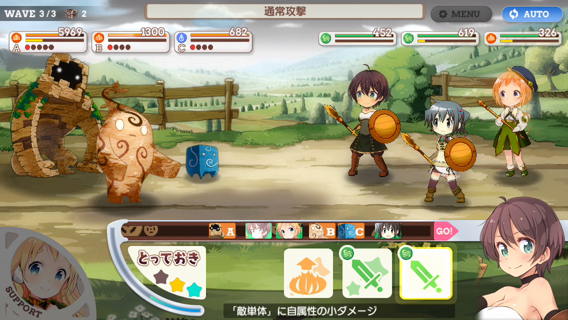 WAVE 3/3 2
通常攻撃
MENU
AUTO
5969
A
1300
B
682
C
452
619
326
A
B
C
GO!
とっておき
SUPPORT
「敵単体」に自属性の小ダメージ